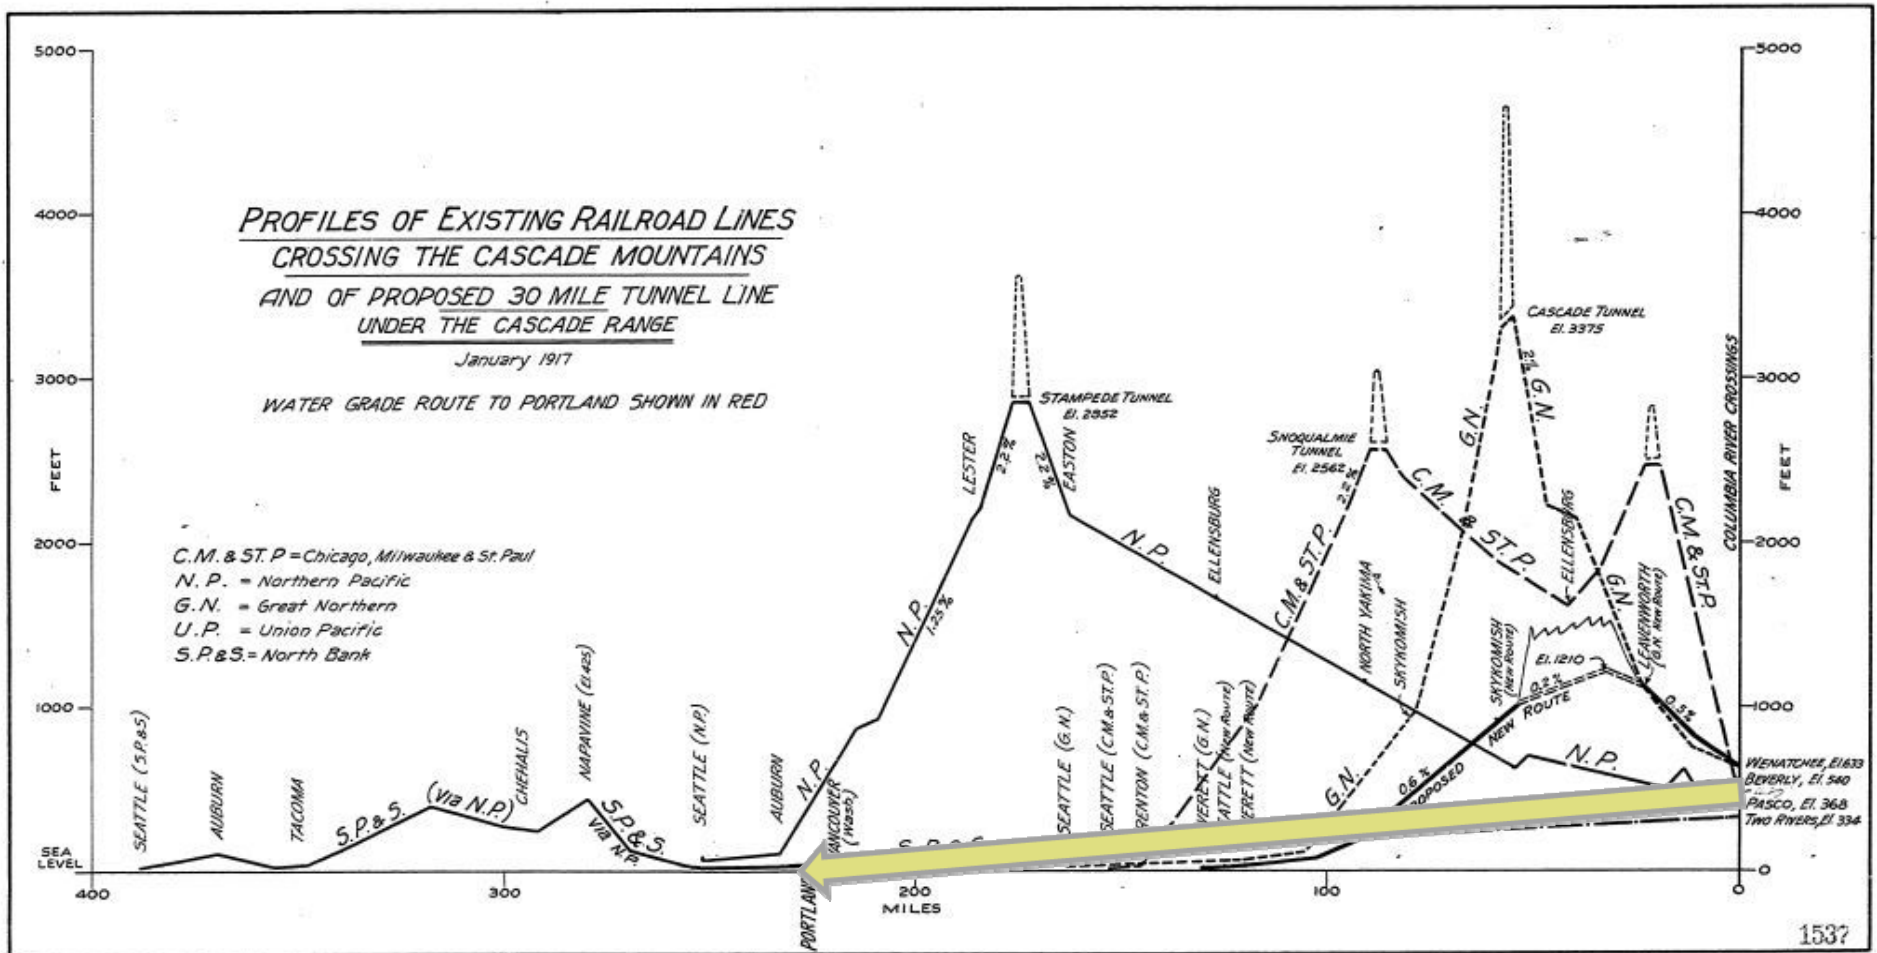 PROFILES OF EXISTING RAILROAD LINES
CROSSING THE CASCADE MOUNTAINS
AND OF PROPOSED 30 MILE TUNNEL LINE
UNDER THE CASCADE RANGE
January 1917
WATER GRADE ROUTE TO PORTLAND SHOWN IN RED
C.M. & ST. P = Chicago, Milwaukee & St. Paul
N. P. = Northern Pacific
G. N. = Great Northern
U. P. = Union Pacific
S. P. & S. = North Bank
5000
4000
3000
2000
1000
SEA
LEVEL
FEET
SEATTLE (S.P.&S)
AUBURN
TACOMA
S.P.&S.
(VIA N.P.)
CHEHALIS
NAPAVINE (El.425)
S.P.&S.
VIA N.P.
SEATTLE (N.P.)
AUBURN
N.P.
(Wash.)
N.P.
1.25%
LESTER
2.2%
STAMPEDE TUNNEL
2.2%
EASTON
N.P.
ELLENSBURG
SEATTLE (G.N.)
SEATTLE (C.M.&ST.P.)
RENTON (C.M.&ST.P.)
(G.N.)
(New Route)
(New Route)
C.M.&ST.P.
2.2%
SNOQUALMIE
TUNNEL
El. 2562
C.M.
& ST.P.
NORTH YAKIMA
SKYKOMISH
G.N.
G.N.
0.6%
NEW ROUTE
SKYKOMISH
(New Route)
0.2%
El.1210
CASCADE TUNNEL
El. 3375
G.N.
ELLENSBURG
G.N.
LEAVENWORTH
(G.N. New Route)
0.5%
C.M.&ST.P.
N.P.
COLUMBIA RIVER CROSSINGS
5000
4000
3000
2000
1000
0
FEET
WENATCHEE, El.633
BEVERLY, El. 540
PASCO, El. 368
TWO RIVERS, El. 334
400
300
200
100
0
MILES
PORTLAND
1537